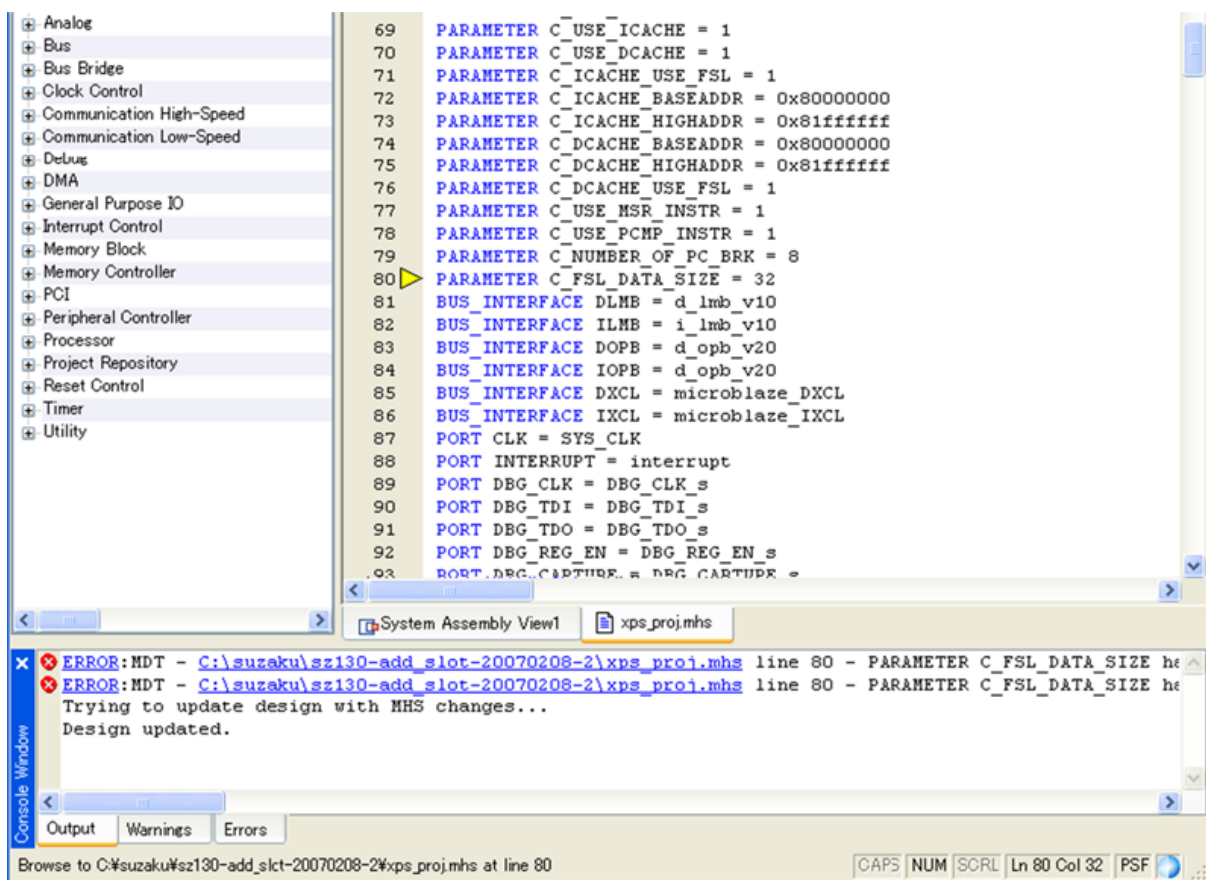 Analog
Bus
Bus Bridge
Clock Control
Communication High-Speed
Communication Low-Speed
Debug
DMA
General Purpose IO
Interrupt Control
Memory Block
Memory Controller
PCI
Peripheral Controller
Processor
Project Repository
Reset Control
Timer
Utility
69 PARAMETER C_USE_ICACHE = 1
70 PARAMETER C_USE_DCACHE = 1
71 PARAMETER C_ICACHE_USE_FSL = 1
72 PARAMETER C_ICACHE_BASEADDR = 0x80000000
73 PARAMETER C_ICACHE_HIGHADDR = 0x81ffffff
74 PARAMETER C_DCACHE_BASEADDR = 0x80000000
75 PARAMETER C_DCACHE_HIGHADDR = 0x81ffffff
76 PARAMETER C_DCACHE_USE_FSL = 1
77 PARAMETER C_USE_MSR_INSTR = 1
78 PARAMETER C_USE_PCMP_INSTR = 1
79 PARAMETER C_NUMBER_OF_PC_BRK = 8
80 PARAMETER C_FSL_DATA_SIZE = 32
81 BUS_INTERFACE DLMB = d_lmb_v10
82 BUS_INTERFACE ILMB = i_lmb_v10
83 BUS_INTERFACE DOPB = d_opb_v20
84 BUS_INTERFACE IOPB = d_opb_v20
85 BUS_INTERFACE DXCL = microblaze_DXCL
86 BUS_INTERFACE IXCL = microblaze_IXCL
87 PORT CLK = SYS_CLK
88 PORT INTERRUPT = interrupt
89 PORT DBG_CLK = DBG_CLK_s
90 PORT DBG_TDI = DBG_TDI_s
91 PORT DBG_TDO = DBG_TDO_s
92 PORT DBG_REG_EN = DBG_REG_EN_s
93 PORT DBG_CAPTURE = DBG_CAPTURE_s
System Assembly View1 xps_proj.mhs
ERROR:MDT - C:\suzaku\sz130-add_slot-20070208-2\xps_proj.mhs line 80 - PARAMETER C_FSL_DATA_SIZE ha
ERROR:MDT - C:\suzaku\sz130-add_slot-20070208-2\xps_proj.mhs line 80 - PARAMETER C_FSL_DATA_SIZE ha
Trying to update design with MHS changes...
Design updated.
Console Window
Output Warnings Errors
Browse to C:¥suzaku¥sz130-add_slct-20070208-2¥xps_proj.mhs at line 80 CAPS NUM SCRL Ln 80 Col 32 PSF